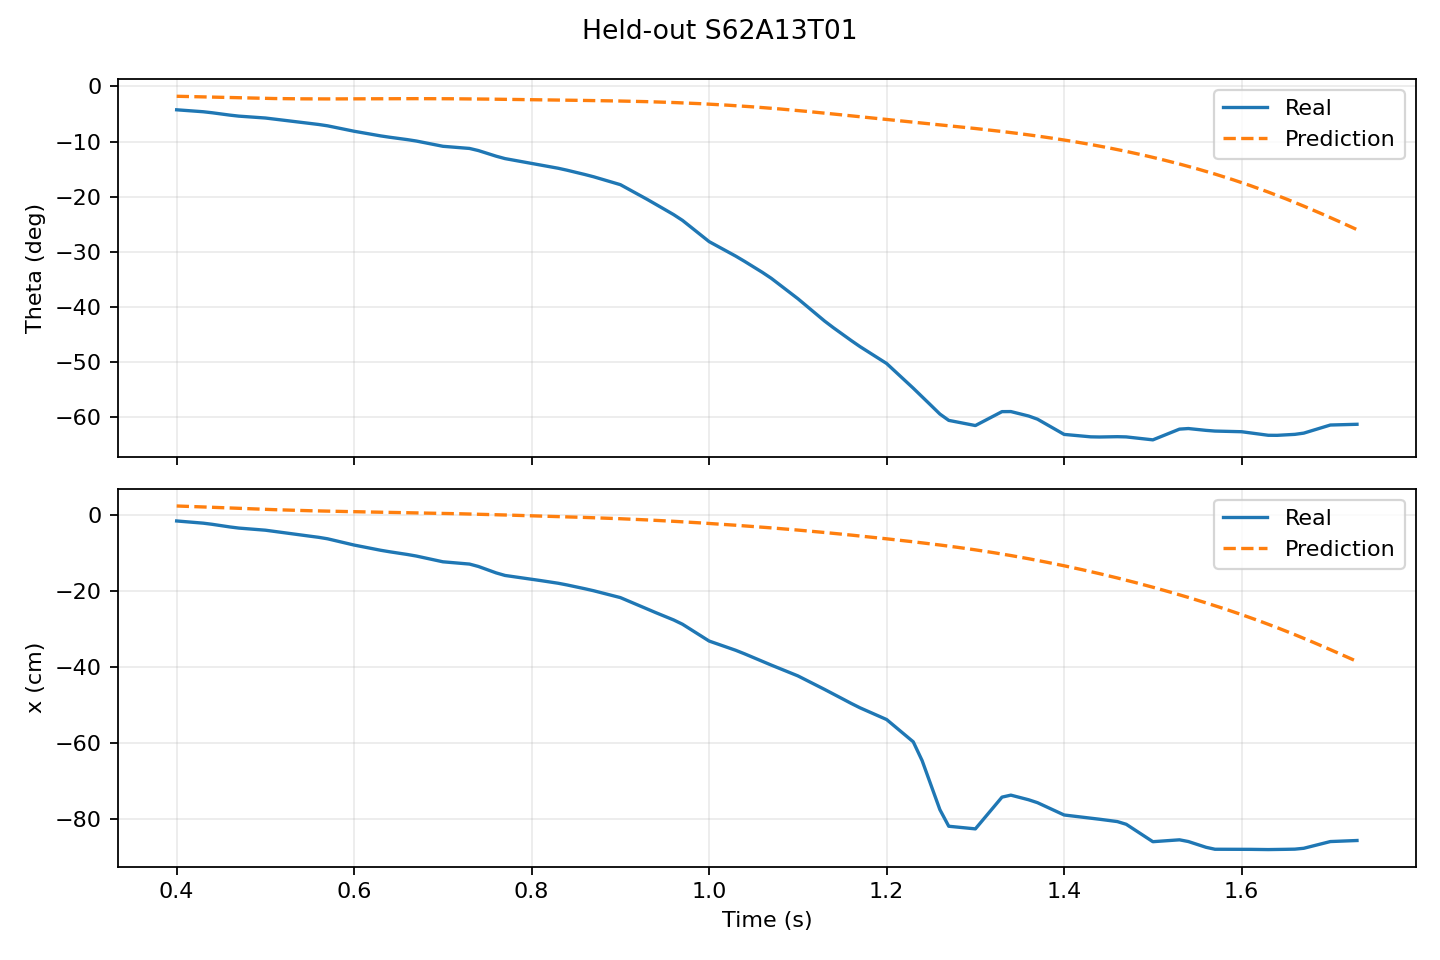 Held-out S62A13T01
0
−10
−20
−30
−40
−50
−60
Theta (deg)
Real
Prediction
0
−20
−40
−60
−80
x (cm)
Real
Prediction
0.4 0.6 0.8 1.0 1.2 1.4 1.6
Time (s)